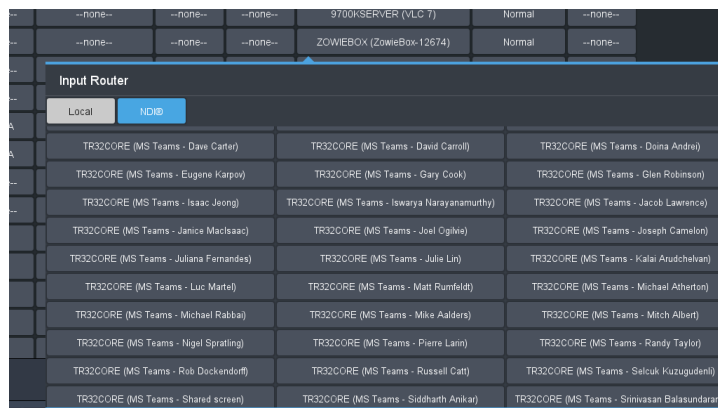 -- --none-- --none-- --none-- 9700KSERVER (VLC 7) Normal --none--
-- --none-- --none-- --none-- ZOWIEBOX (ZowieBox-12674) Normal --none--
--
Input Router
--
Local NDI®
A
TR32CORE (MS Teams - Dave Carter) TR32CORE (MS Teams - David Carroll) TR32CORE (MS Teams - Doina Andrei)
A
TR32CORE (MS Teams - Eugene Karpov) TR32CORE (MS Teams - Gary Cook) TR32CORE (MS Teams - Glen Robinson)
--
TR32CORE (MS Teams - Isaac Jeong) TR32CORE (MS Teams - Iswarya Narayanamurthy) TR32CORE (MS Teams - Jacob Lawrence)
--
TR32CORE (MS Teams - Janice MacIsaac) TR32CORE (MS Teams - Joel Ogilvie) TR32CORE (MS Teams - Joseph Camelon)
TR32CORE (MS Teams - Juliana Fernandes) TR32CORE (MS Teams - Julie Lin) TR32CORE (MS Teams - Kalai Arudchelvan)
TR32CORE (MS Teams - Luc Martel) TR32CORE (MS Teams - Matt Rumfeldt) TR32CORE (MS Teams - Michael Atherton)
TR32CORE (MS Teams - Michael Rabbai) TR32CORE (MS Teams - Mike Aalders) TR32CORE (MS Teams - Mitch Albert)
TR32CORE (MS Teams - Nigel Spratling) TR32CORE (MS Teams - Pierre Larin) TR32CORE (MS Teams - Randy Taylor)
TR32CORE (MS Teams - Rob Dockendorff) TR32CORE (MS Teams - Russell Catt) TR32CORE (MS Teams - Selcuk Kuzugudenli)
TR32CORE (MS Teams - Shared screen) TR32CORE (MS Teams - Siddharth Anikar) TR32CORE (MS Teams - Srinivasan Balasundarar